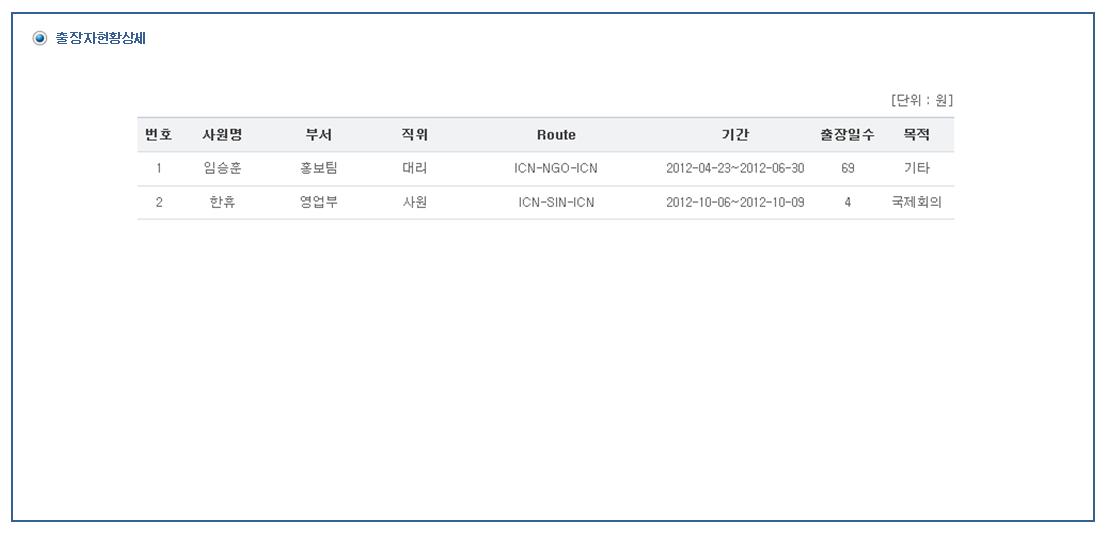 출장자현황상세
[단위 : 원]
번호 사원명 부서 직위 Route 기간 출장일수 목적
1 임승훈 홍보팀 대리 ICN-NGO-ICN 2012-04-23~2012-06-30 69 기타
2 한휴 영업부 사원 ICN-SIN-ICN 2012-10-06~2012-10-09 4 국제회의